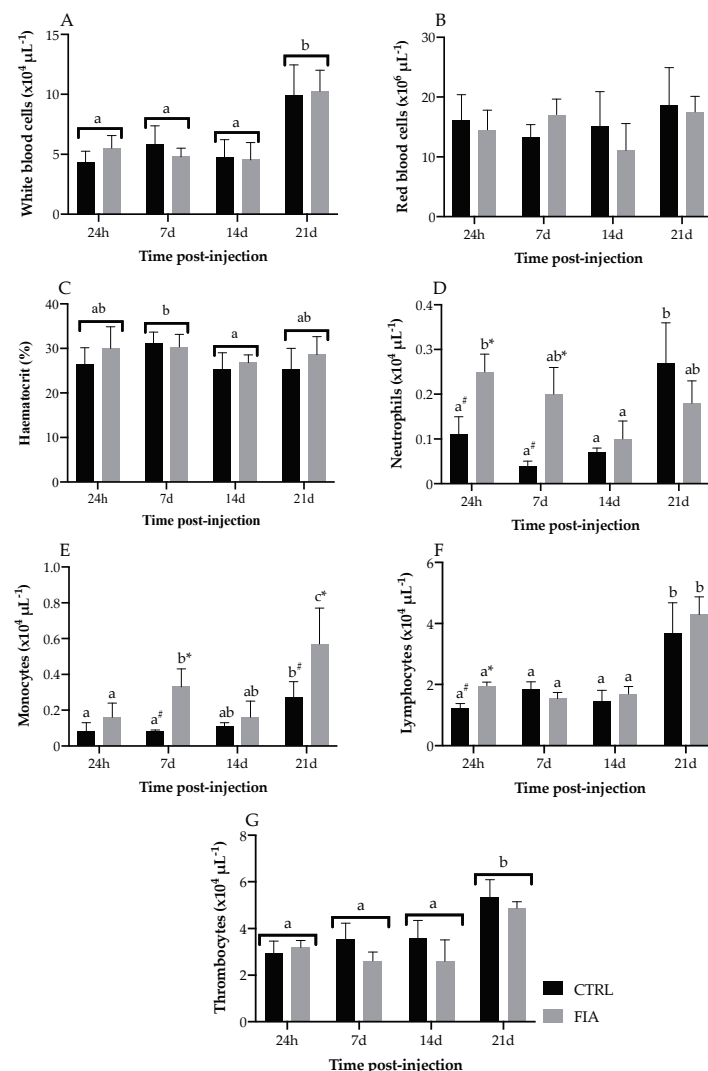 A
White blood cells (x10⁴ μL⁻¹)
15
10
5
0
a
a
a
b
24h 7d 14d 21d
Time post-injection
B
Red blood cells (x10⁶ μL⁻¹)
30
20
10
0
24h 7d 14d 21d
Time post-injection
C
Haematocrit (%)
40
30
20
10
0
ab
b
a
ab
24h 7d 14d 21d
Time post-injection
D
Neutrophils (x10⁴ μL⁻¹)
0.4
0.3
0.2
0.1
0
a# b* a# ab* a a b ab
24h 7d 14d 21d
Time post-injection
E
Monocytes (x10⁴ μL⁻¹)
1.0
0.8
0.6
0.4
0.2
0
a a a# b* ab ab b# c*
24h 7d 14d 21d
Time post-injection
F
Lymphocytes (x10⁴ μL⁻¹)
6
4
2
0
a# a* a a a a b b
24h 7d 14d 21d
Time post-injection
G
Thrombocytes (x10⁴ μL⁻¹)
8
6
4
2
0
a
a
a
b
24h 7d 14d 21d
Time post-injection
CTRL
FIA